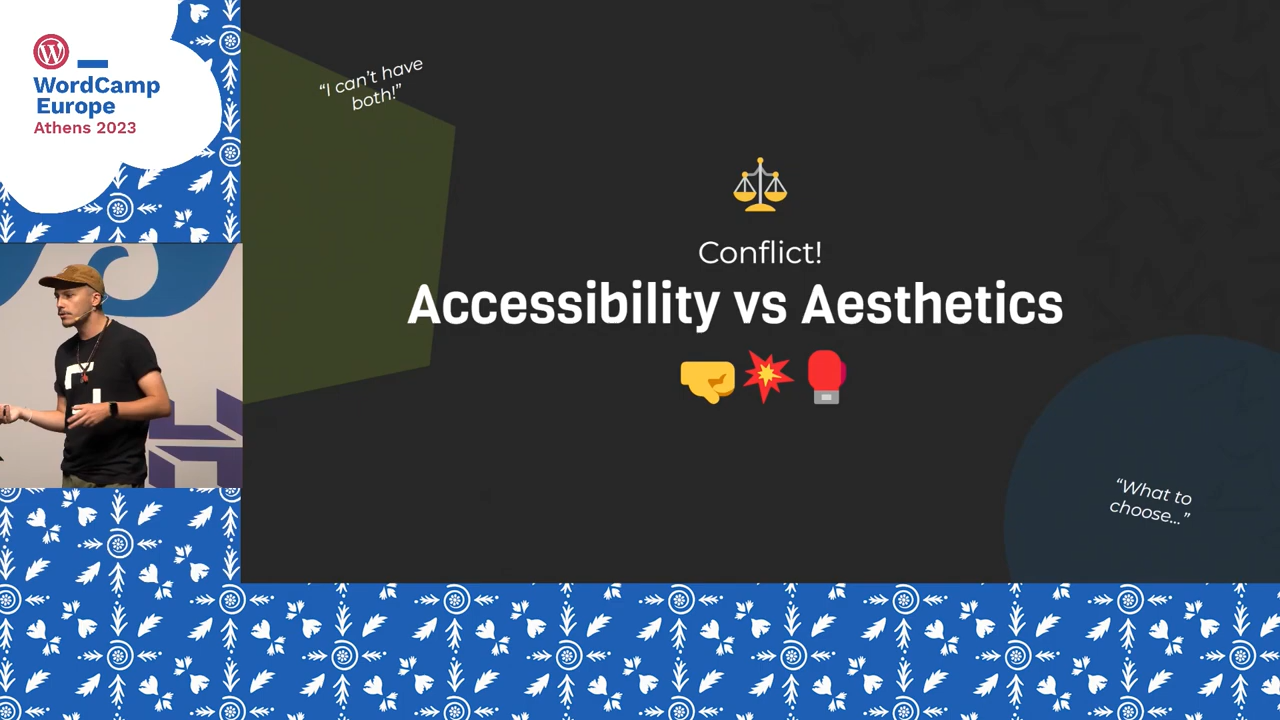 WordCamp
Europe
Athens 2023
“I can’t have
both!”
Conflict!
Accessibility vs Aesthetics
“What to
choose...”